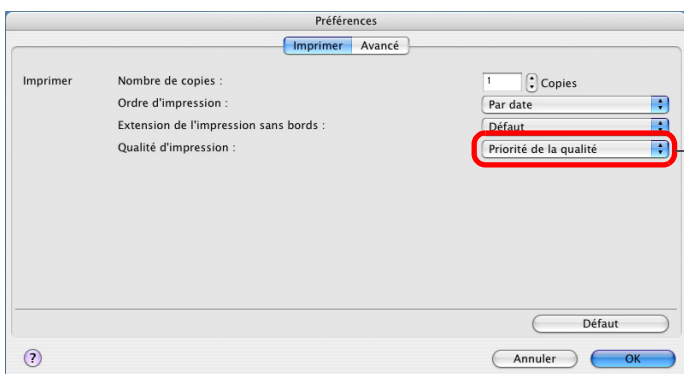 Préférences
Imprimer Avancé
Imprimer Nombre de copies : 1 Copies
Ordre d'impression : Par date
Extension de l'impression sans bords : Défaut
Qualité d'impression : Priorité de la qualité
Défaut
? Annuler OK